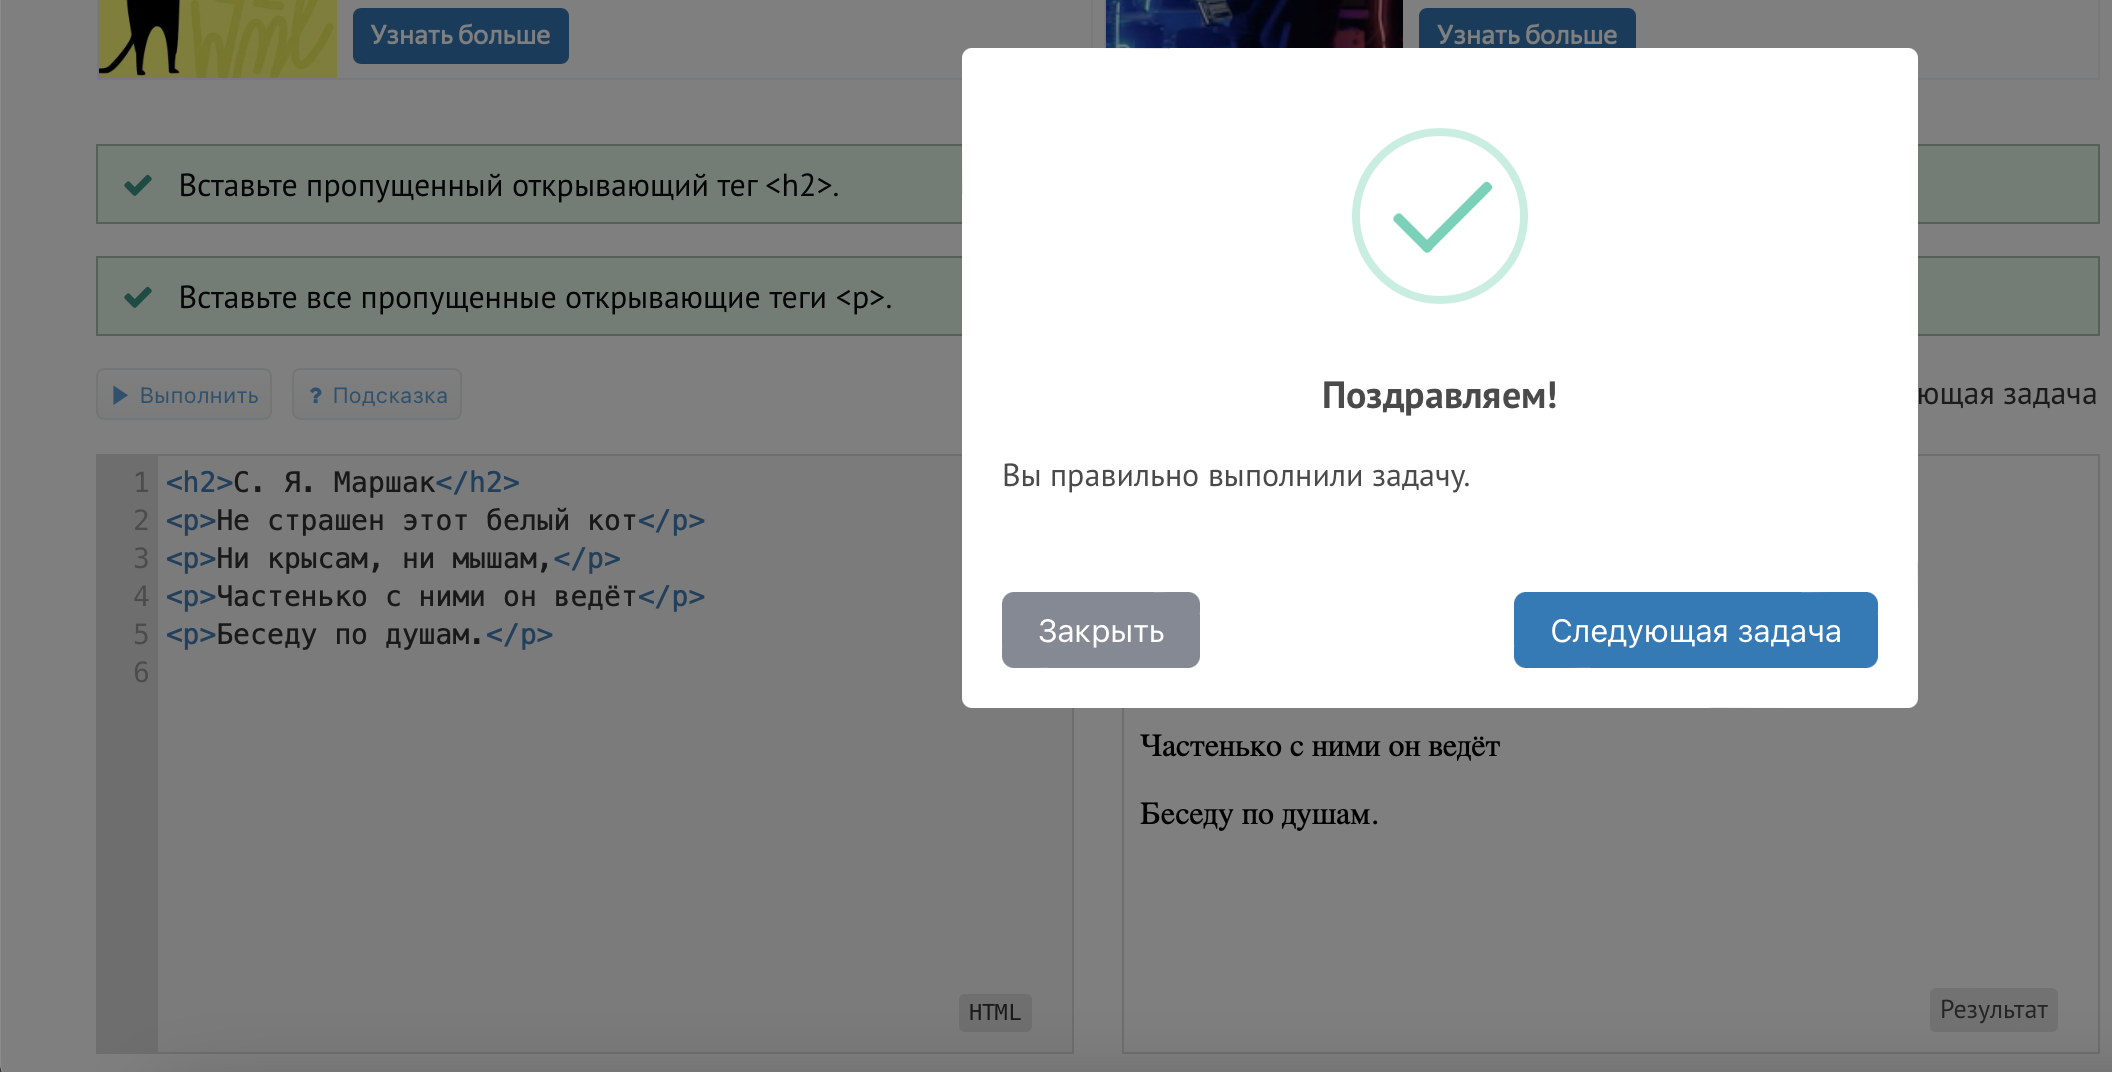 Узнать больше
Узнать больше
Вставьте пропущенный открывающий тег <h2>.
Вставьте все пропущенные открывающие теги <p>.
Выполнить
? Подсказка
ющая задача
Поздравляем!
Вы правильно выполнили задачу.
Закрыть
Следующая задача
1 <h2>С. Я. Маршак</h2>
2 <p>Не страшен этот белый кот</p>
3 <p>Ни крысам, ни мышам,</p>
4 <p>Частенько с ними он ведёт</p>
5 <p>Беседу по душам.</p>
6
HTML
Частенько с ними он ведёт
Беседу по душам.
Результат